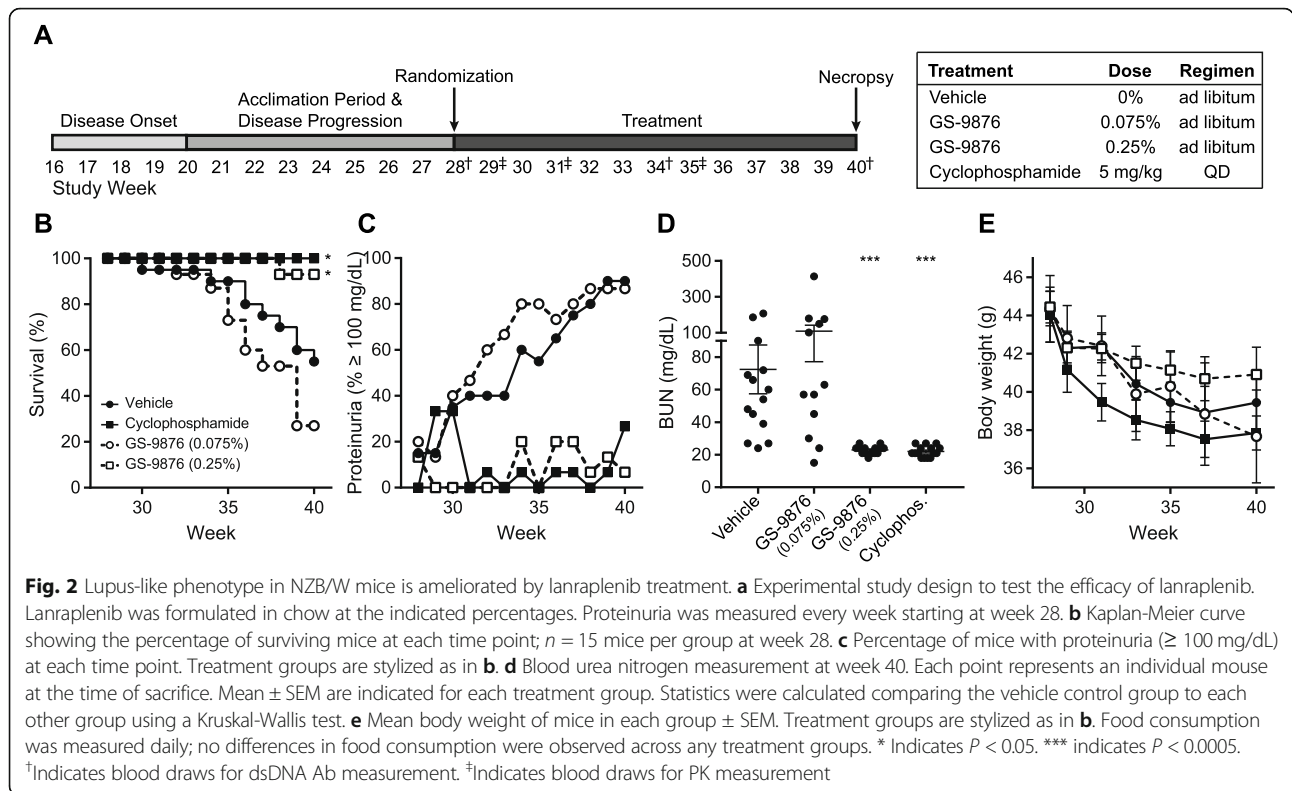 A
Randomization
Necropsy
Acclimation Period &
Disease Onset Disease Progression Treatment
16 17 18 19 20 21 22 23 24 25 26 27 28† 29‡ 30 31‡ 32 33 34† 35‡ 36 37 38 39 40†
Study Week
Treatment Dose Regimen
Vehicle 0% ad libitum
GS-9876 0.075% ad libitum
GS-9876 0.25% ad libitum
Cyclophosphamide 5 mg/kg QD
B
Survival (%)
100
80
60
40
20
0
*
*
Vehicle
Cyclophosphamide
GS-9876 (0.075%)
GS-9876 (0.25%)
30 35 40
Week
C
Proteinuria (% ≥ 100 mg/dL)
100
80
60
40
20
0
30 35 40
Week
D
BUN (mg/dL)
500
300
100
80
60
40
20
0
*** ***
Vehicle
GS-9876
(0.075%)
GS-9876
(0.25%)
Cyclophos.
E
Body weight (g)
46
44
42
40
38
36
30 35 40
Week
Fig. 2 Lupus-like phenotype in NZB/W mice is ameliorated by lanraplenib treatment. a Experimental study design to test the efficacy of lanraplenib.
Lanraplenib was formulated in chow at the indicated percentages. Proteinuria was measured every week starting at week 28. b Kaplan-Meier curve
showing the percentage of surviving mice at each time point; n = 15 mice per group at week 28. c Percentage of mice with proteinuria (≥ 100 mg/dL)
at each time point. Treatment groups are stylized as in b. d Blood urea nitrogen measurement at week 40. Each point represents an individual mouse
at the time of sacrifice. Mean ± SEM are indicated for each treatment group. Statistics were calculated comparing the vehicle control group to each
other group using a Kruskal-Wallis test. e Mean body weight of mice in each group ± SEM. Treatment groups are stylized as in b. Food consumption
was measured daily; no differences in food consumption were observed across any treatment groups. * Indicates P < 0.05. *** indicates P < 0.0005.
†Indicates blood draws for dsDNA Ab measurement. ‡Indicates blood draws for PK measurement